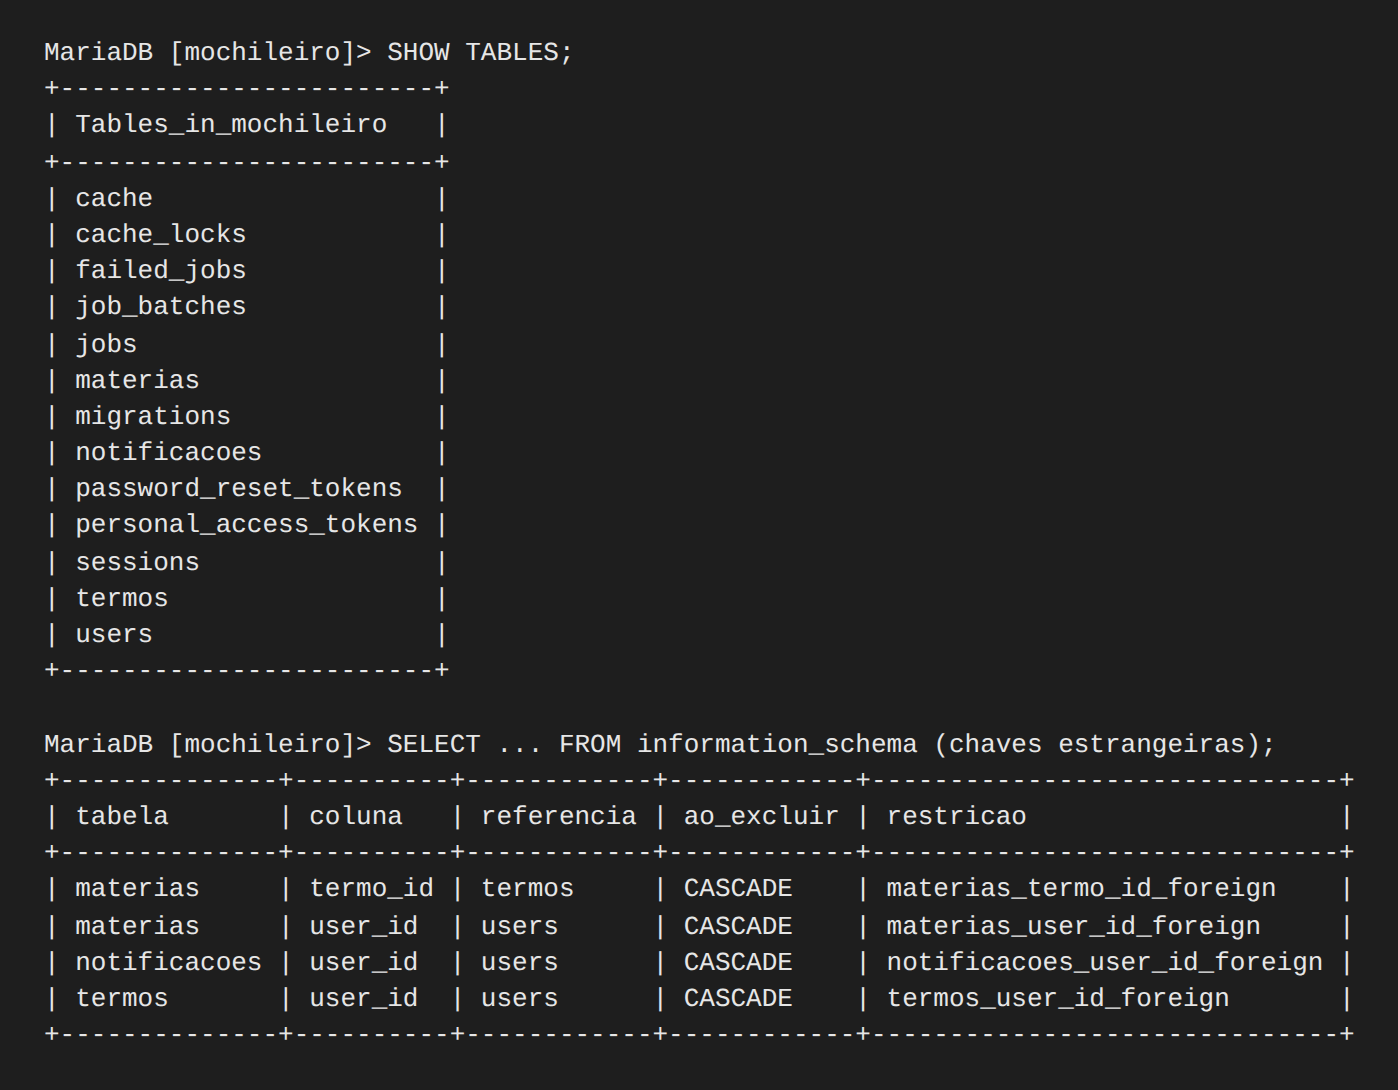 MariaDB [mochileiro]> SHOW TABLES;
+------------------------+
| Tables_in_mochileiro   |
+------------------------+
| cache                  |
| cache_locks            |
| failed_jobs            |
| job_batches            |
| jobs                   |
| materias               |
| migrations             |
| notificacoes           |
| password_reset_tokens  |
| personal_access_tokens |
| sessions               |
| termos                 |
| users                  |
+------------------------+

MariaDB [mochileiro]> SELECT ... FROM information_schema (chaves estrangeiras);
+--------------+----------+------------+------------+------------------------------+
| tabela       | coluna   | referencia | ao_excluir | restricao                    |
+--------------+----------+------------+------------+------------------------------+
| materias     | termo_id | termos     | CASCADE    | materias_termo_id_foreign    |
| materias     | user_id  | users      | CASCADE    | materias_user_id_foreign     |
| notificacoes | user_id  | users      | CASCADE    | notificacoes_user_id_foreign |
| termos       | user_id  | users      | CASCADE    | termos_user_id_foreign       |
+--------------+----------+------------+------------+------------------------------+